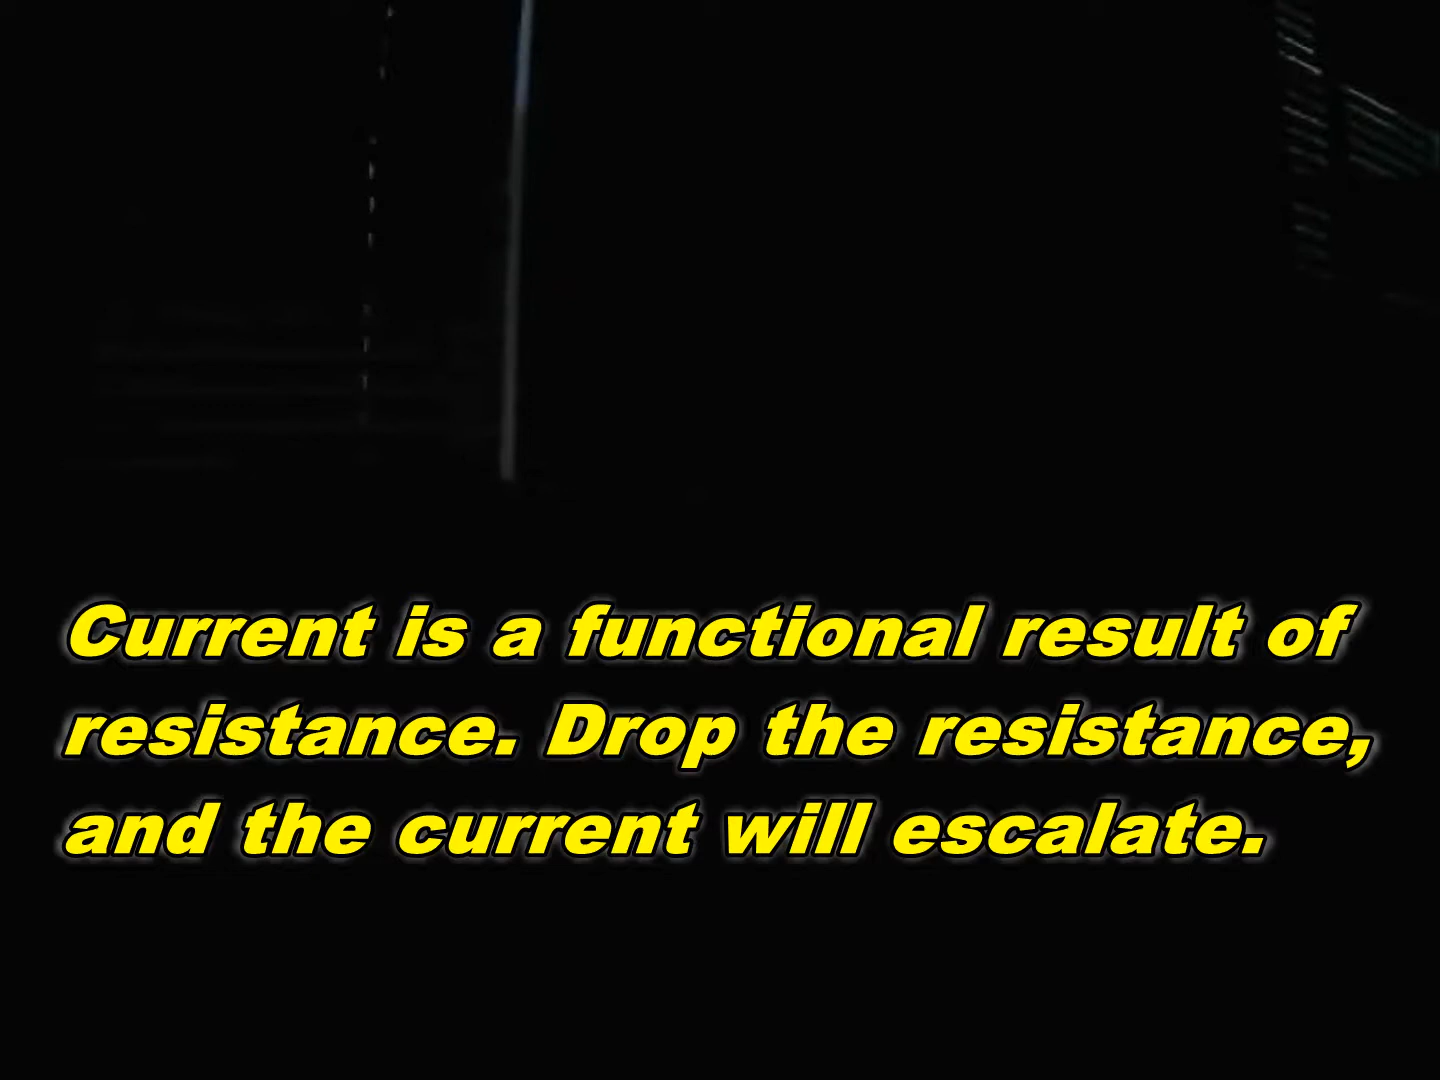 Current is a functional result of
resistance. Drop the resistance,
and the current will escalate.